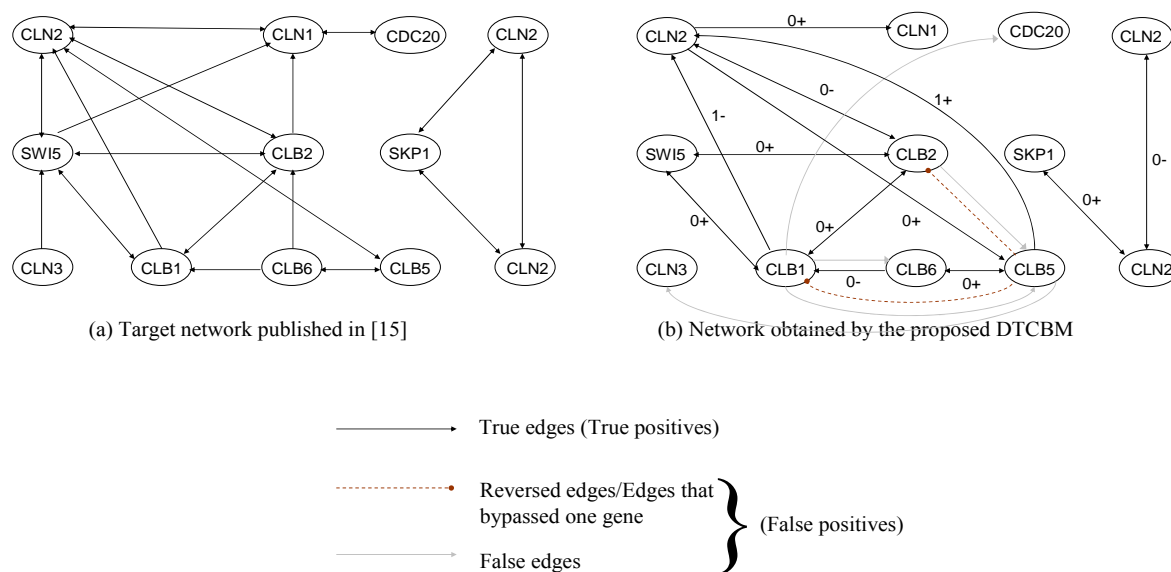 CLN2
CLN1
CDC20
CLN2
SWI5
CLB2
SKP1
CLN3
CLB1
CLB6
CLB5
CLN2
(a) Target network published in [15]
CLN2
0+
CLN1
CDC20
CLN2
0-
1+
1-
SWI5
0+
CLB2
SKP1
0-
0+
0+
0+
0+
CLN3
CLB1
CLB6
CLB5
CLN2
0-
0+
(b) Network obtained by the proposed DTCBM
True edges (True positives)
Reversed edges/Edges that
bypassed one gene
(False positives)
False edges